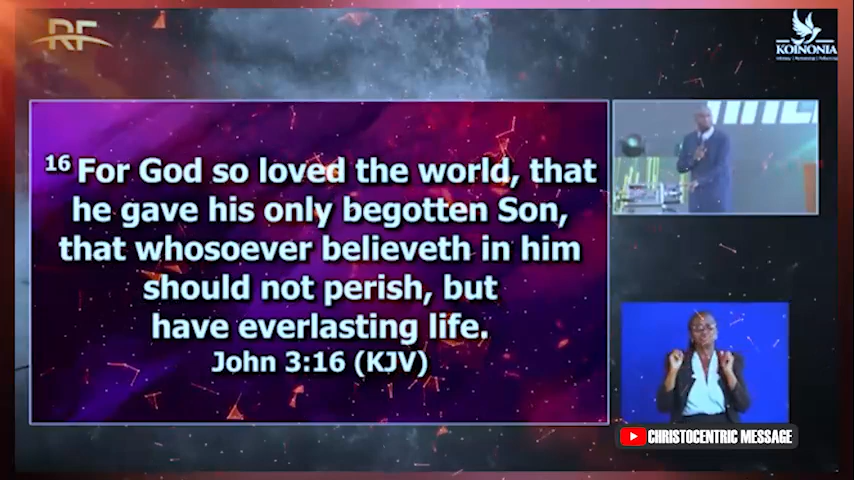 RF
KOINONIA
16 For God so loved the world, that
he gave his only begotten Son,
that whosoever believeth in him
should not perish, but
have everlasting life.
John 3:16 (KJV)
CHRISTOCENTRIC MESSAGE